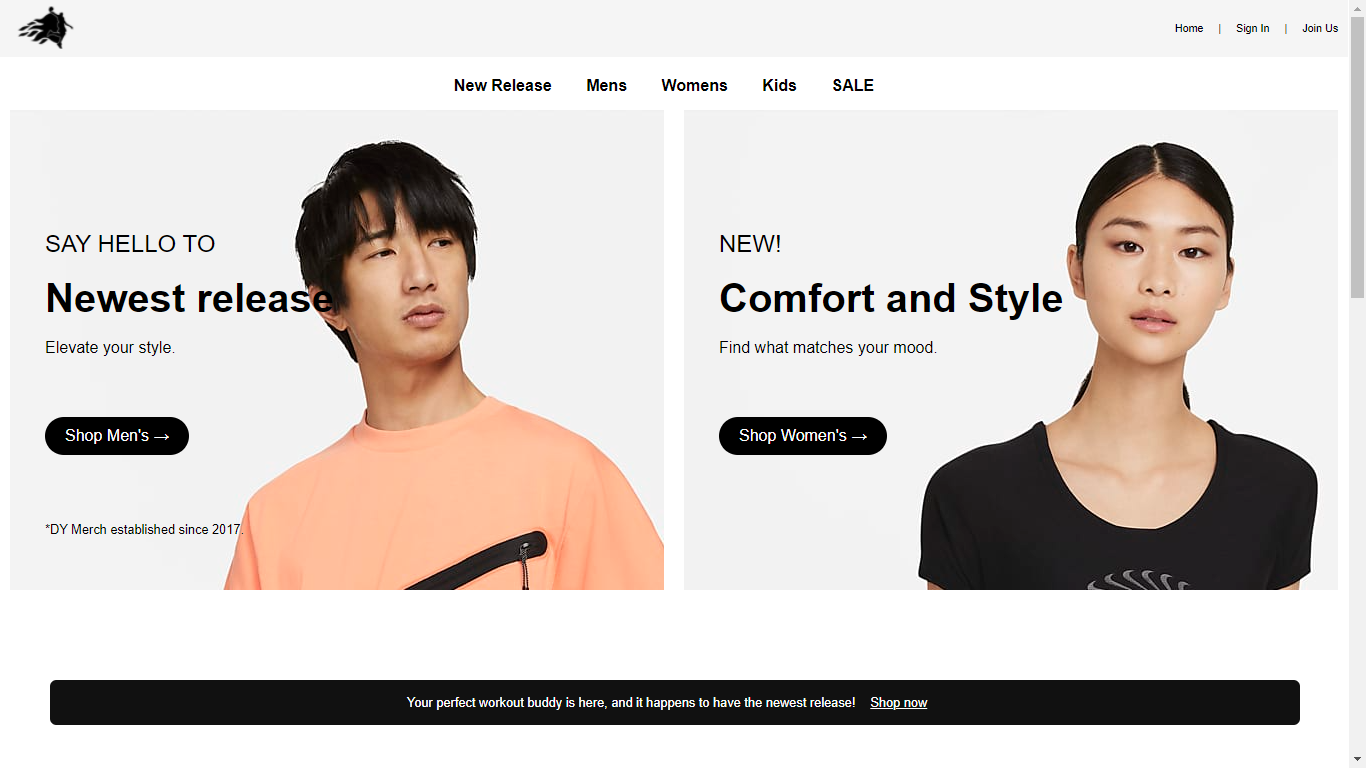 Home | Sign In | Join Us
New Release Mens Womens Kids SALE
SAY HELLO TO
Newest release
Elevate your style.
Shop Men's →
*DY Merch established since 2017.
NEW!
Comfort and Style
Find what matches your mood.
Shop Women's →
Your perfect workout buddy is here, and it happens to have the newest release! Shop now